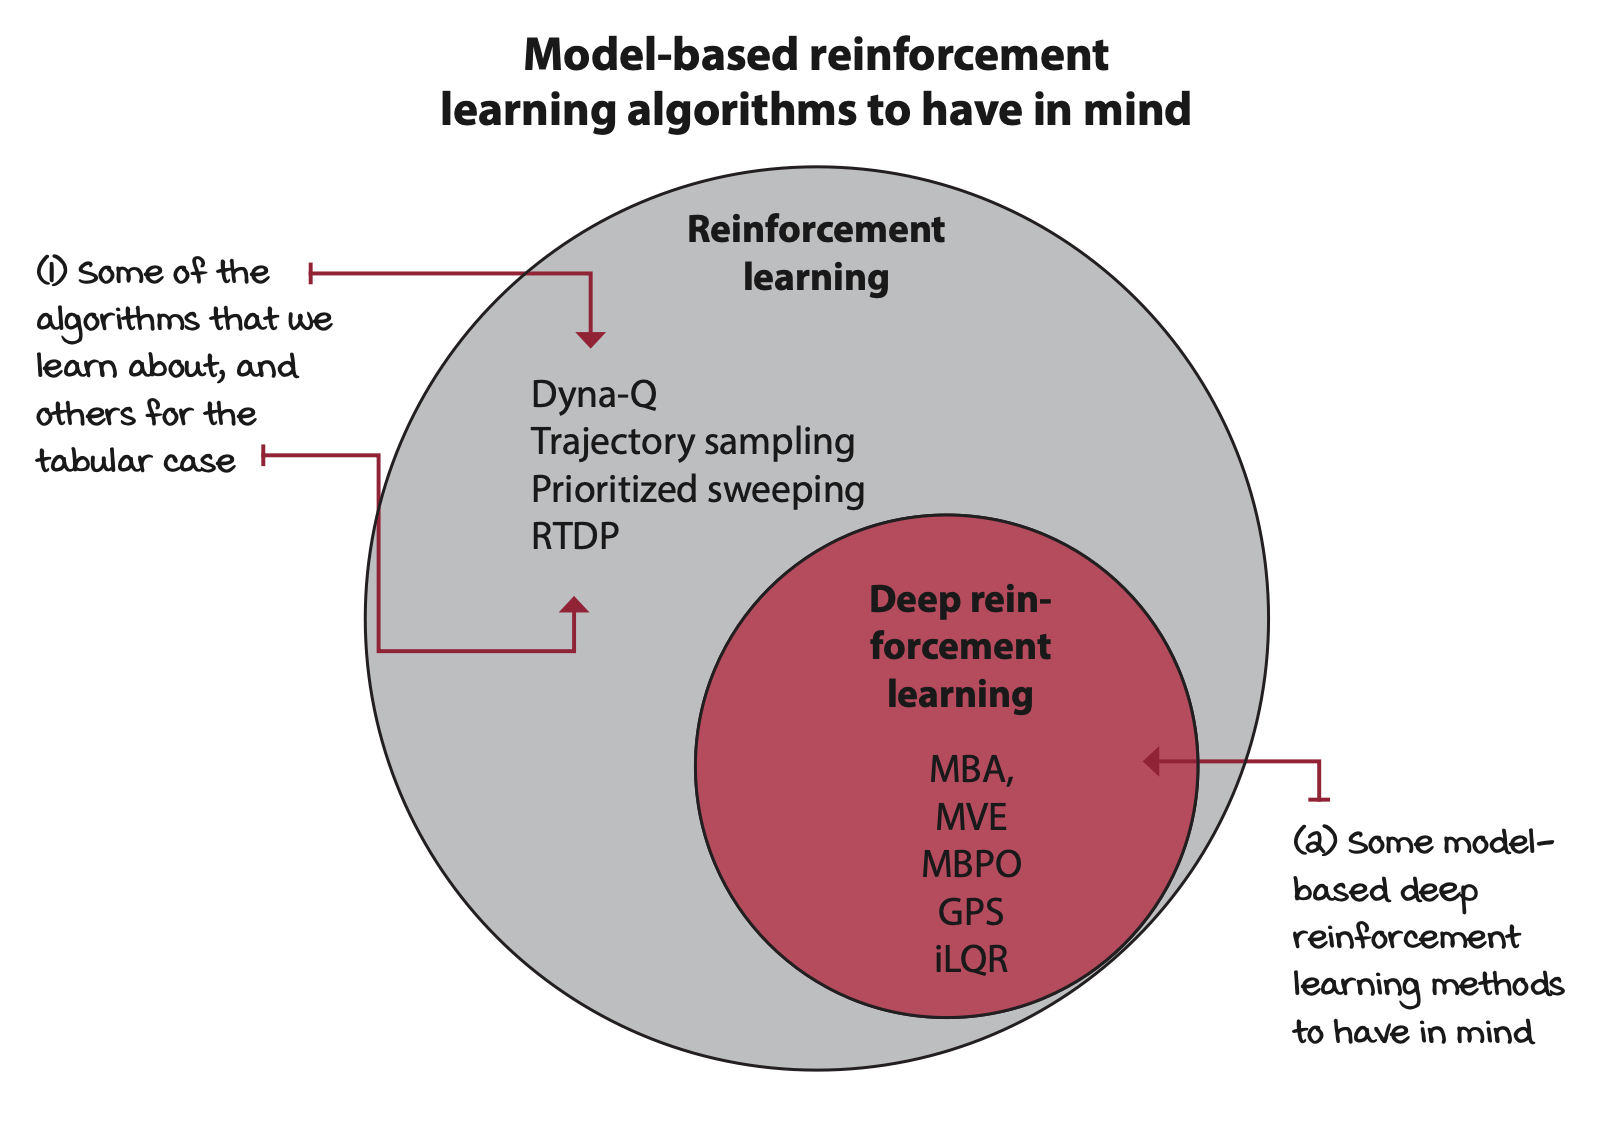 Model-based reinforcement
learning algorithms to have in mind
Reinforcement
learning
(1) Some of the
algorithms that we
learn about, and
others for the
tabular case
Dyna-Q
Trajectory sampling
Prioritized sweeping
RTDP
Deep rein-
forcement
learning
MBA,
MVE
MBPO
GPS
iLQR
(2) Some model-
based deep
reinforcement
learning methods
to have in mind